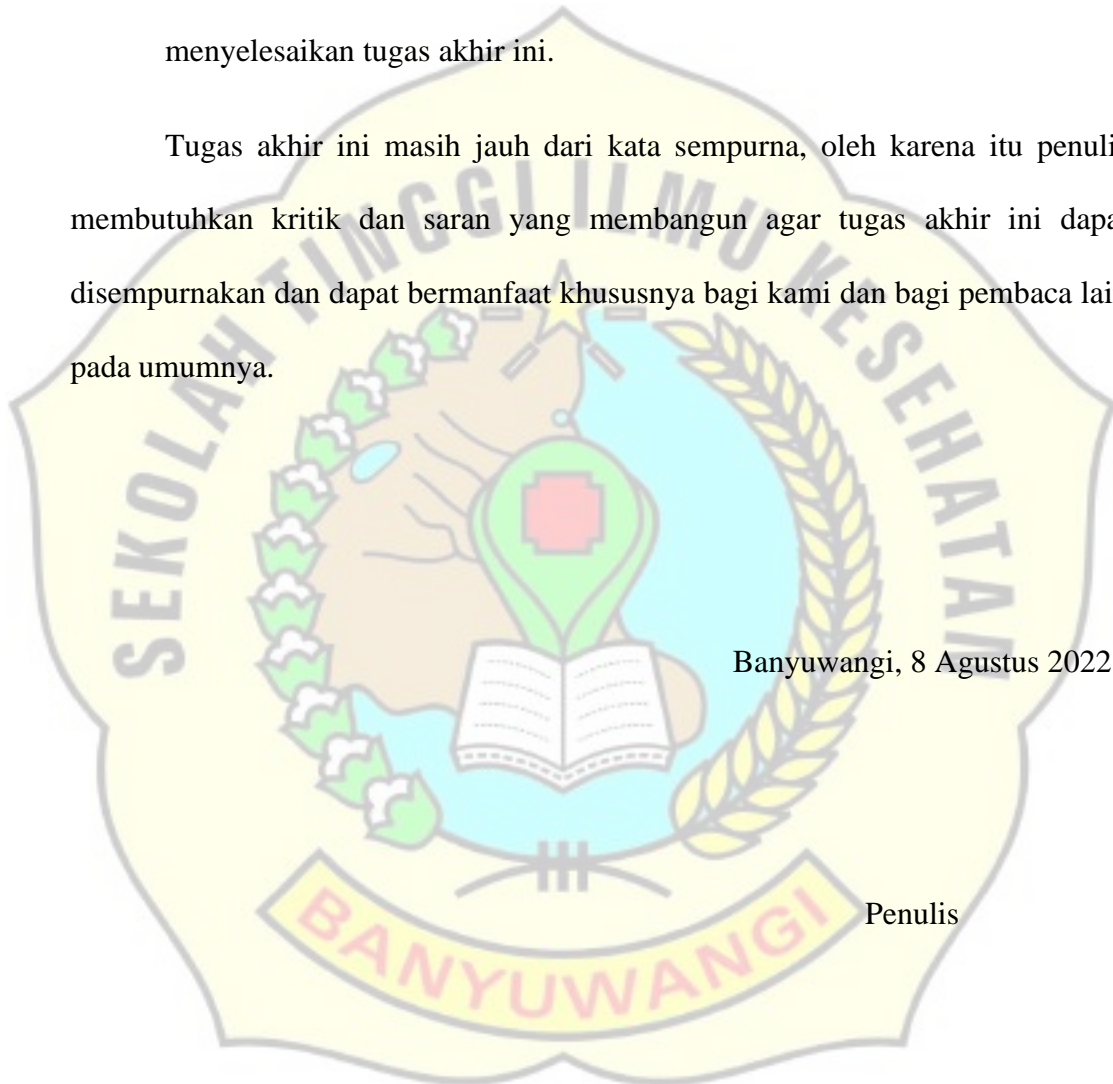 menyelesaikan tugas akhir ini.
Tugas akhir ini masih jauh dari kata sempurna, oleh karena itu penuli
membutuhkan kritik dan saran yang membangun agar tugas akhir ini dapa
disempurnakan dan dapat bermanfaat khususnya bagi kami dan bagi pembaca lai
pada umumnya.
SEKOLAH TINGGI ILMU KESEHATAN
Banyuwangi, 8 Agustus 2022
Penulis
BANYUWANGI